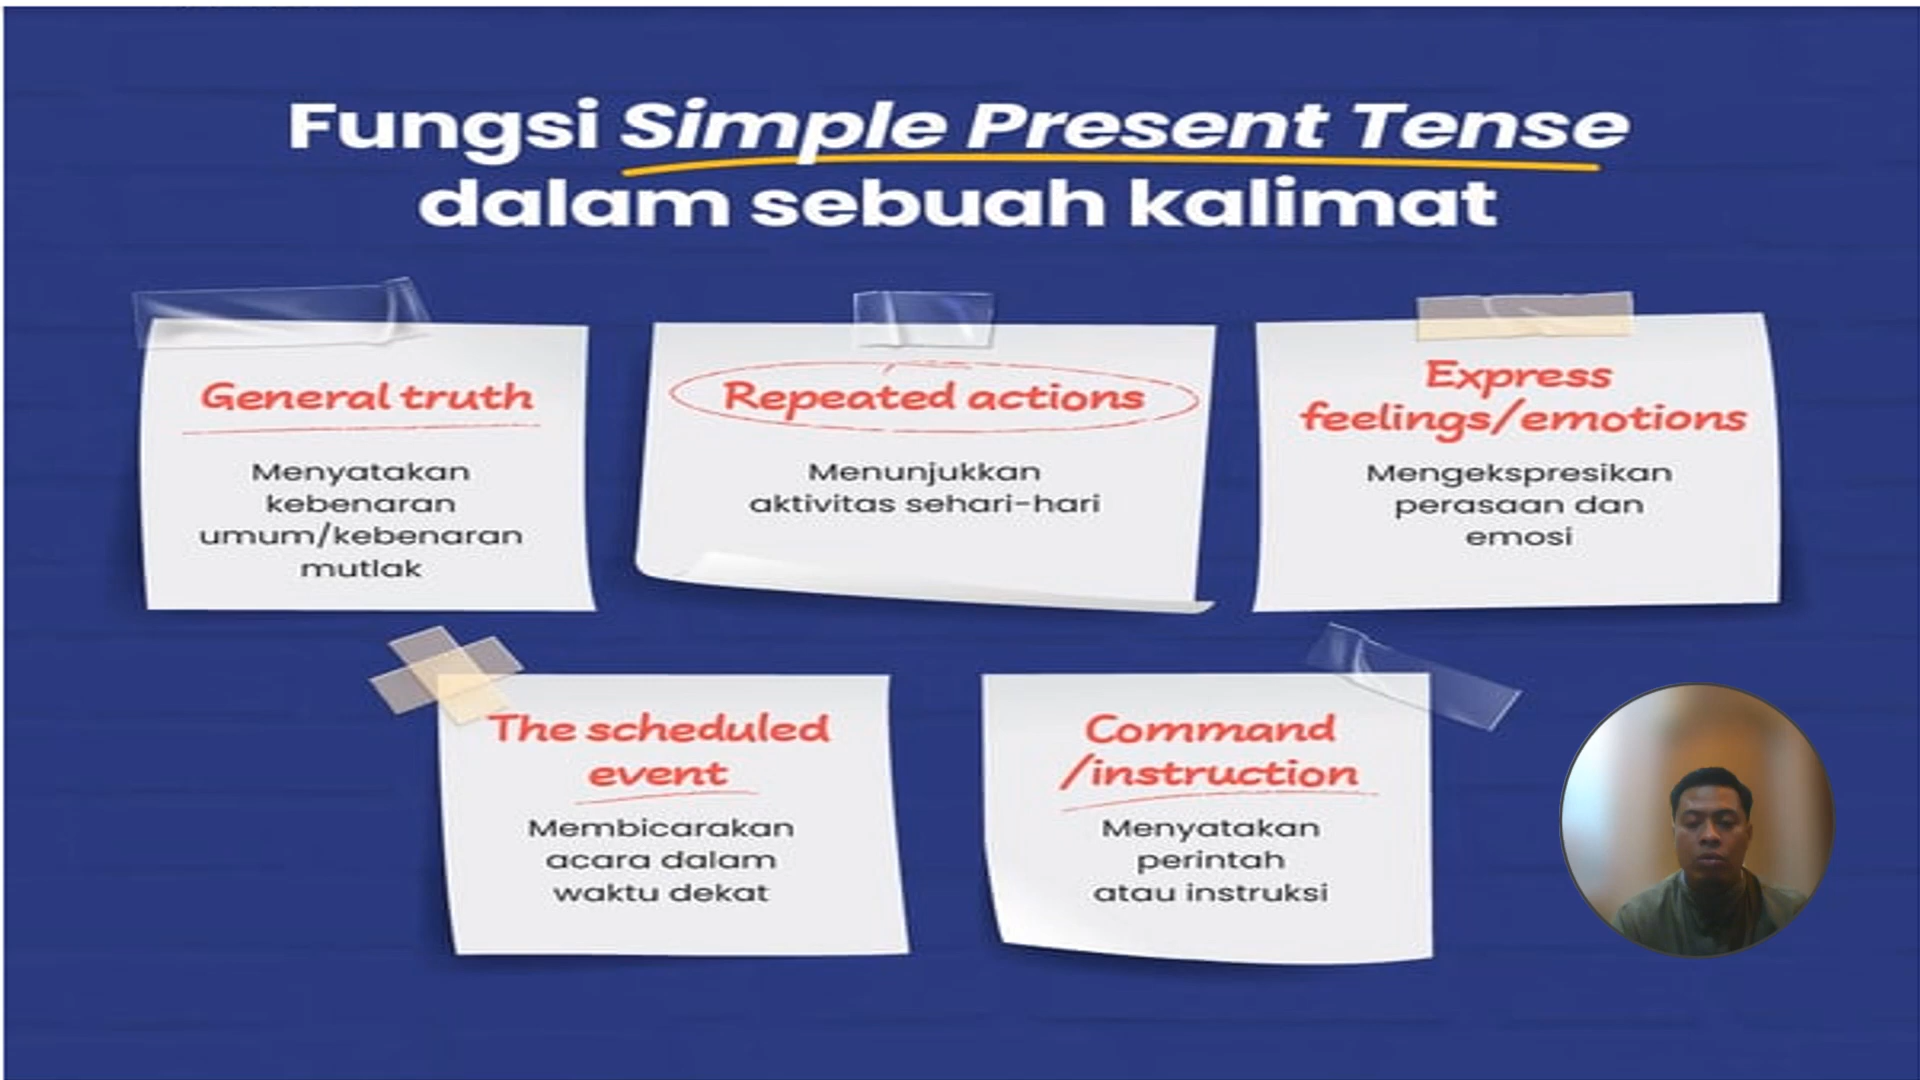 Fungsi Simple Present Tense
dalam sebuah kalimat
General truth
Menyatakan
kebenaran
umum/kebenaran
mutlak
Repeated actions
Menunjukkan
aktivitas sehari-hari
Express
feelings/emotions
Mengekspresikan
perasaan dan
emosi
The scheduled
event
Membicarakan
acara dalam
waktu dekat
Command
/instruction
Menyatakan
perintah
atau instruksi